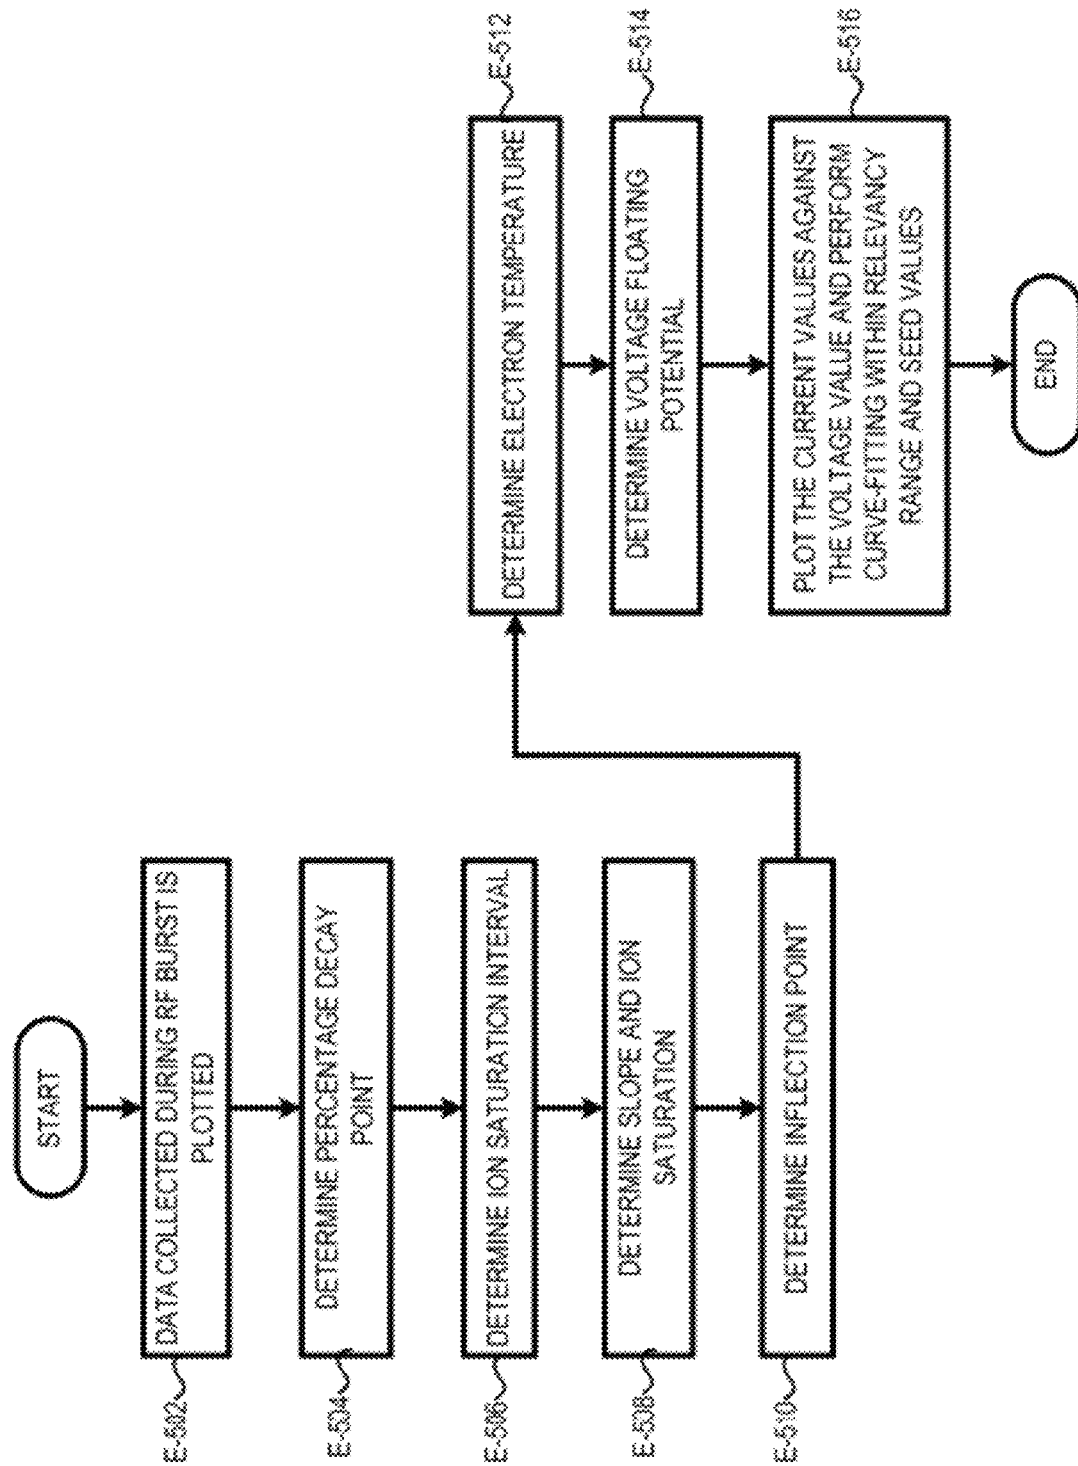 START
E-502
DATA COLLECTED DURING RF BURST IS
PLOTTED
E-504
DETERMINE PERCENTAGE DECAY
POINT
E-506
DETERMINE ION SATURATION INTERVAL
E-508
DETERMINE SLOPE AND ION
SATURATION
E-510
DETERMINE INFLECTION POINT
E-512
DETERMINE ELECTRON TEMPERATURE
E-514
DETERMINE VOLTAGE FLOATING
POTENTIAL
E-516
PLOT THE CURRENT VALUES AGAINST
THE VOLTAGE VALUE AND PERFORM
CURVE-FITTING WITHIN RELEVANCY
RANGE AND SEED VALUES
END